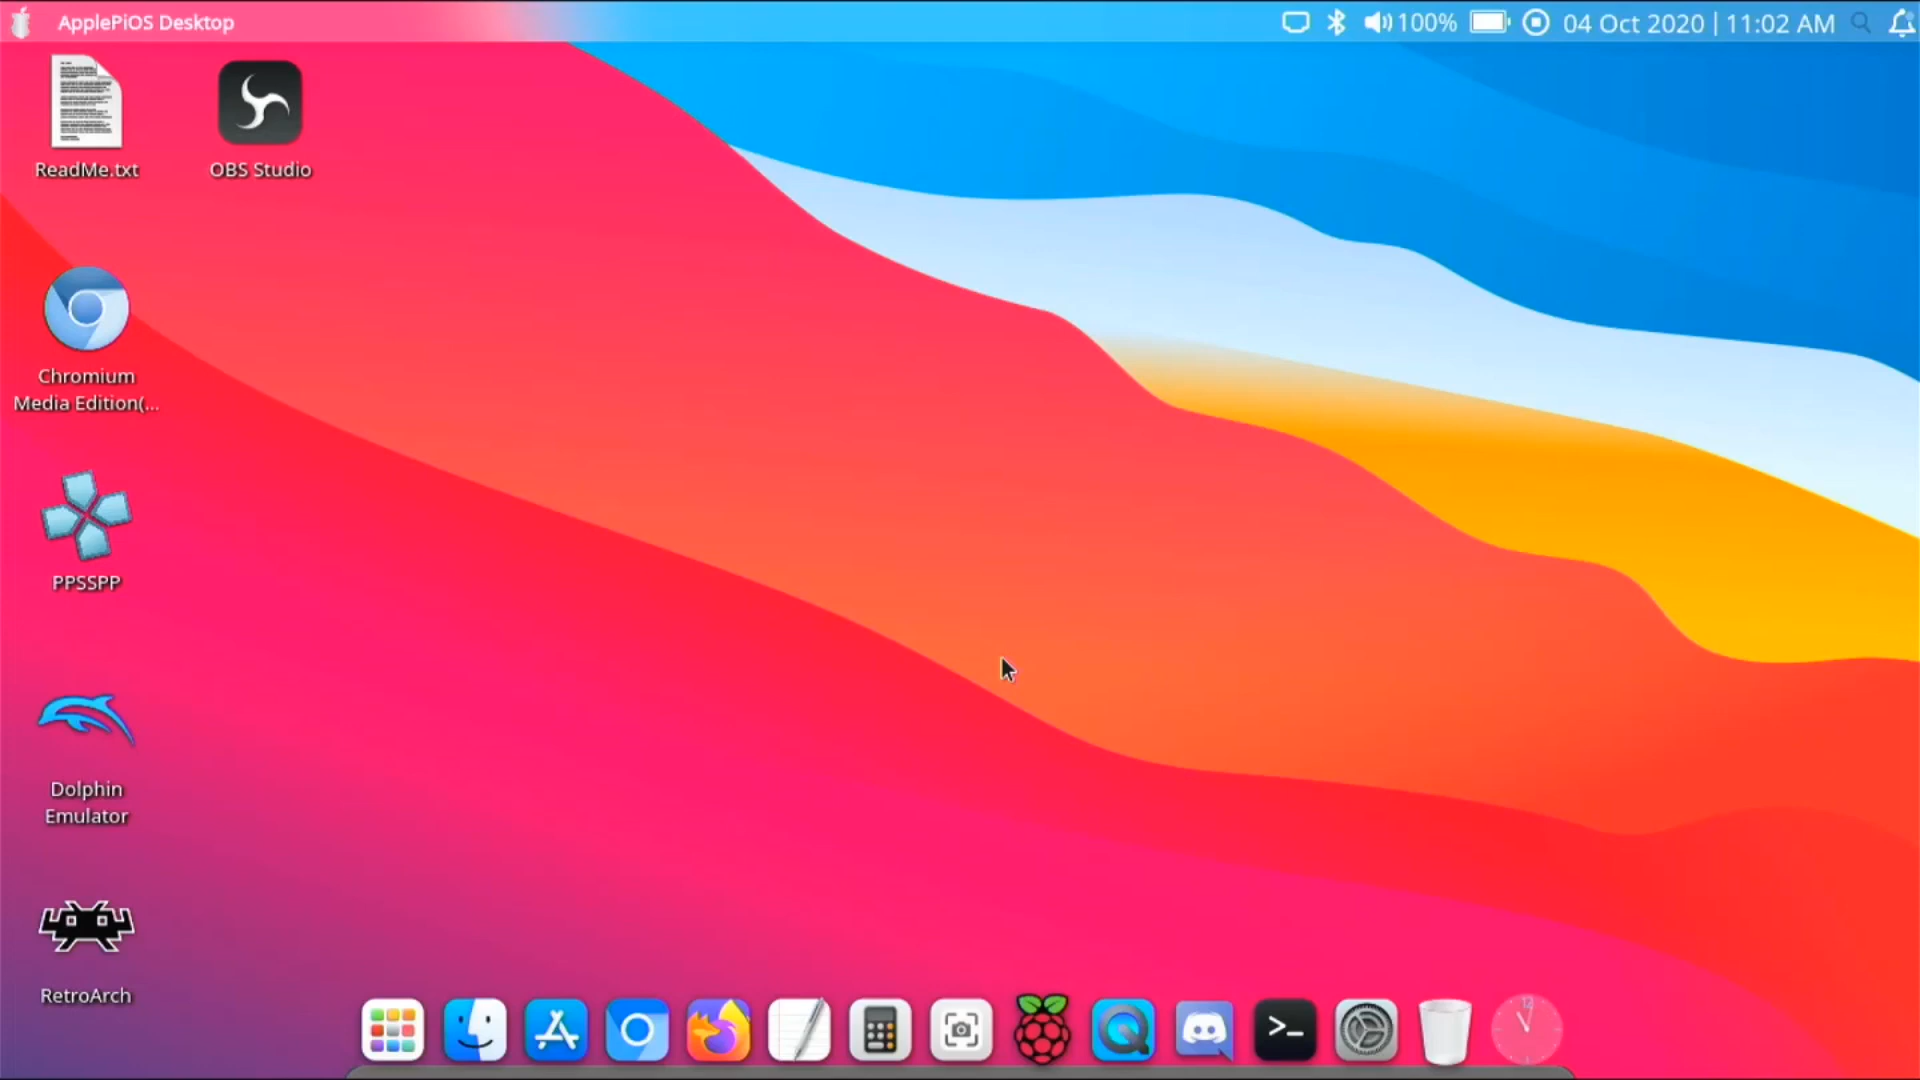 ApplePiOS Desktop
100%
04 Oct 2020 | 11:02 AM
ReadMe.txt
OBS Studio
Chromium
Media Edition(...
PPSSPP
Dolphin
Emulator
RetroArch
12